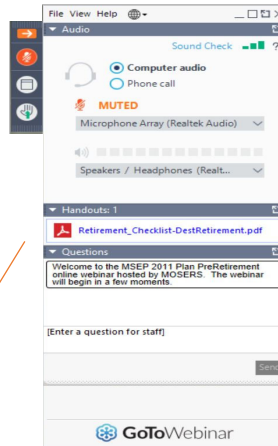 File View Help
Audio
Sound Check ?
Computer audio
Phone call
MUTED
Microphone Array (Realtek Audio)
Speakers / Headphones (Realt...
Handouts: 1
Retirement_Checklist-DestRetirement.pdf
Questions
Welcome to the MSEP 2011 Plan PreRetirement
online webinar hosted by MOSERS. The webinar
will begin in a few moments.
[Enter a question for staff]
Send
GoToWebinar